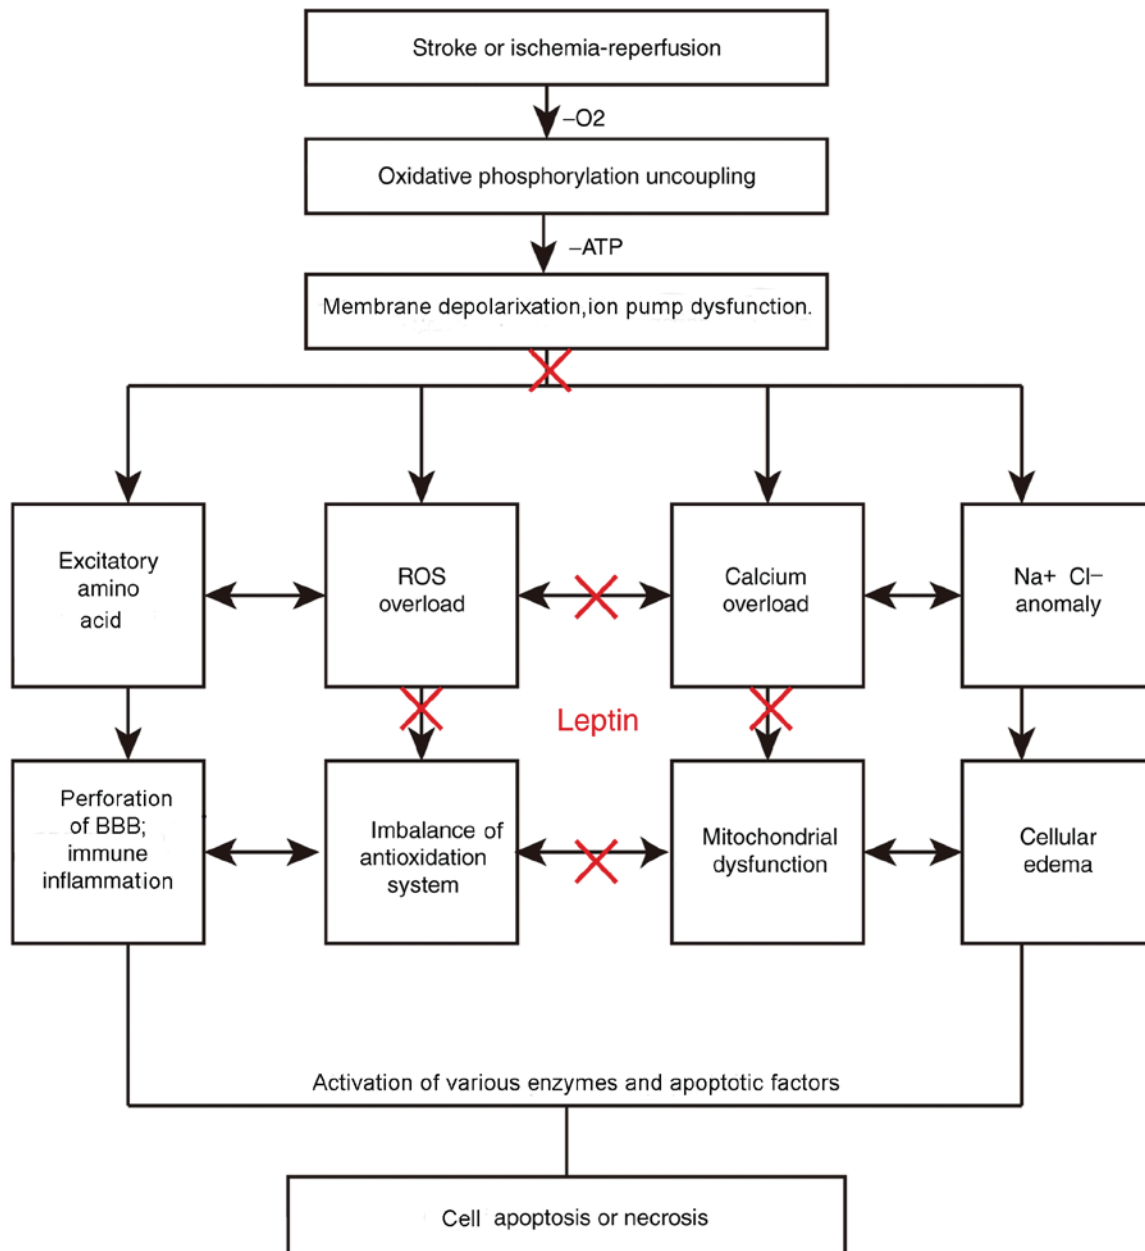 Stroke or ischemia-reperfusion
–O2
Oxidative phosphorylation uncoupling
–ATP
Membrane depolarixation,ion pump dysfunction.
Excitatory
amino
acid
ROS
overload
Calcium
overload
Na+ Cl–
anomaly
Leptin
Perforation
of BBB;
immune
inflammation
Imbalance of
antioxidation
system
Mitochondrial
dysfunction
Cellular
edema
Activation of various enzymes and apoptotic factors
Cell apoptosis or necrosis